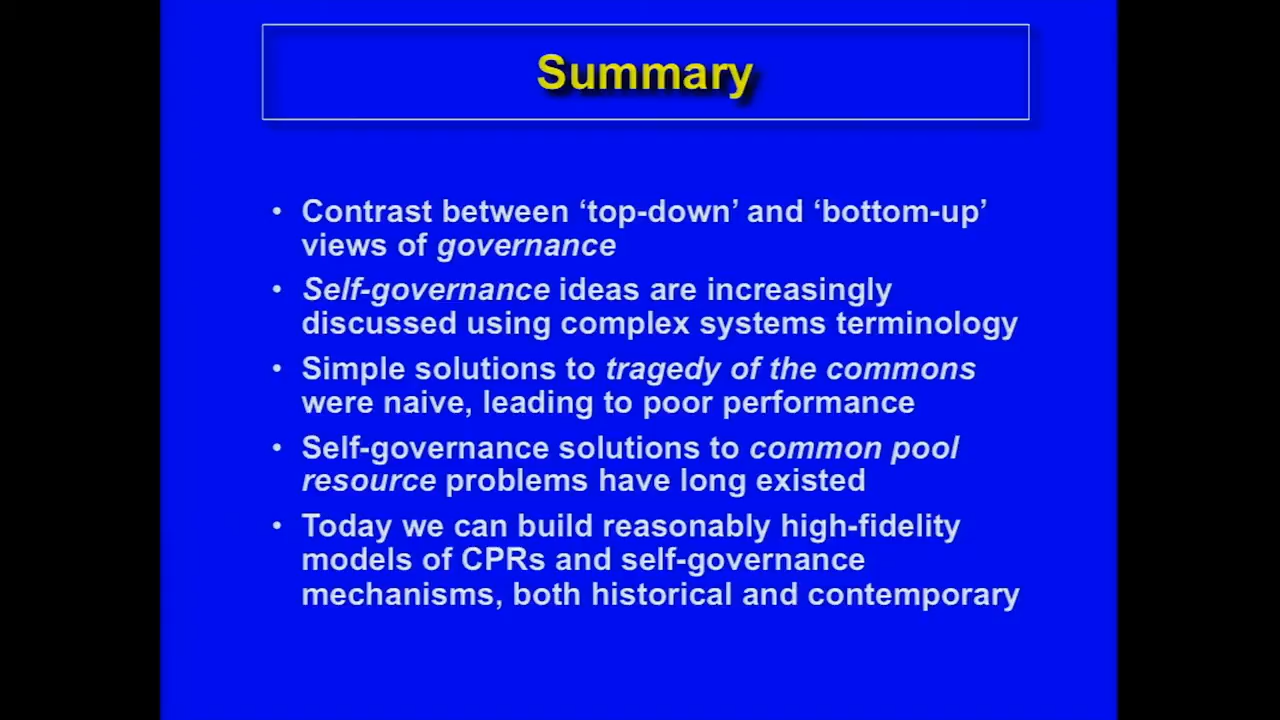 Summary
• Contrast between ‘top-down’ and ‘bottom-up’
views of governance
• Self-governance ideas are increasingly
discussed using complex systems terminology
• Simple solutions to tragedy of the commons
were naive, leading to poor performance
• Self-governance solutions to common pool
resource problems have long existed
• Today we can build reasonably high-fidelity
models of CPRs and self-governance
mechanisms, both historical and contemporary